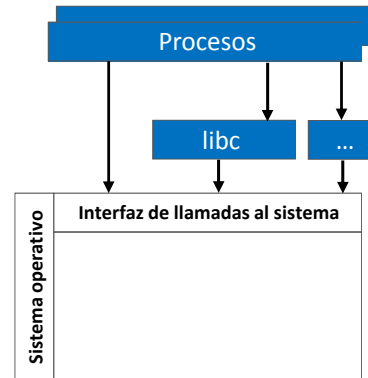 Procesos
libc
...
Interfaz de llamadas al sistema
Sistema operativo